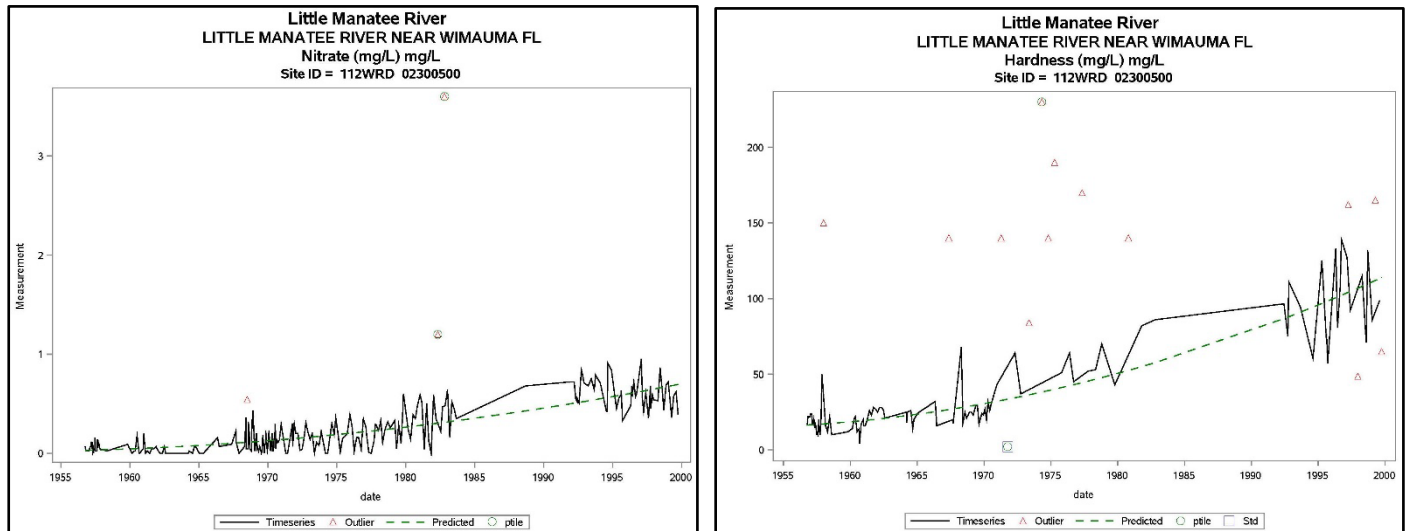 Little Manatee River
LITTLE MANATEE RIVER NEAR WIMAUMA FL
Nitrate (mg/L) mg/L
Site ID = 112WRD 02300500
3
2
1
0
Measurement
1955 1960 1965 1970 1975 1980 1985 1990 1995 2000
date
Timeseries Outlier Predicted ptile
Little Manatee River
LITTLE MANATEE RIVER NEAR WIMAUMA FL
Hardness (mg/L) mg/L
Site ID = 112WRD 02300500
200
150
100
50
0
Measurement
1955 1960 1965 1970 1975 1980 1985 1990 1995 2000
date
Timeseries Outlier Predicted ptile Std